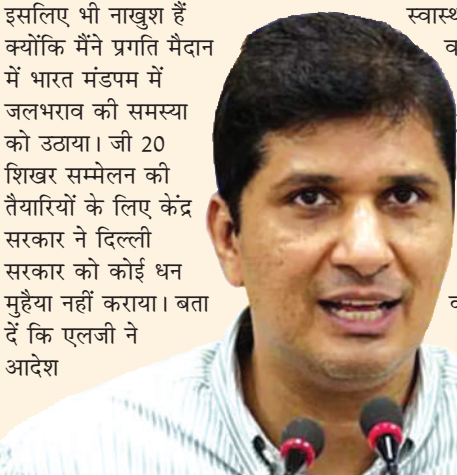 इसलिए भी नाखुश हैं
क्योंकि मैंने प्रगति मैदान
में भारत मंडपम में
जलभराव की समस्या
को उठाया। जी 20
शिखर सम्मेलन की
तैयारियों के लिए केंद्र
सरकार ने दिल्ली
सरकार को कोई धन
मुहैया नहीं कराया। बता
दें कि एलजी ने
आदेश